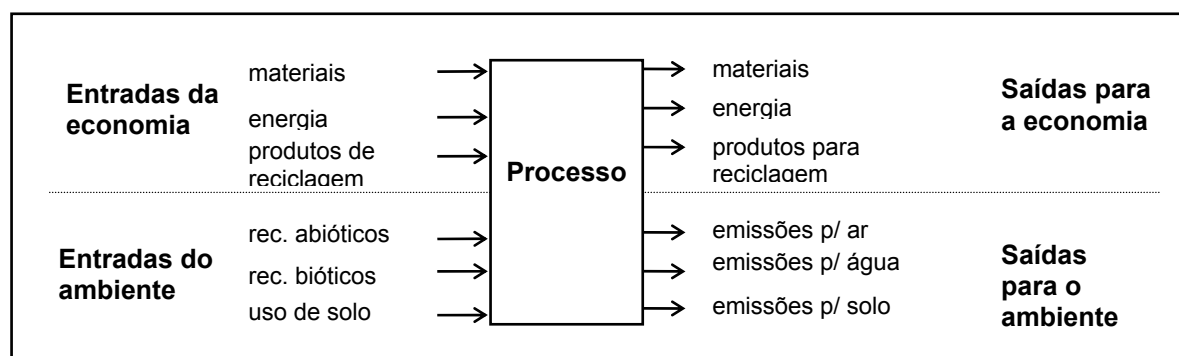 Entradas da
economia
materiais
energia
produtos de
reciclagem
Processo
materiais
energia
produtos para
reciclagem
Saídas para
a economia
Entradas do
ambiente
rec. abióticos
rec. bióticos
uso de solo
emissões p/ ar
emissões p/ água
emissões p/ solo
Saídas
para o
ambiente